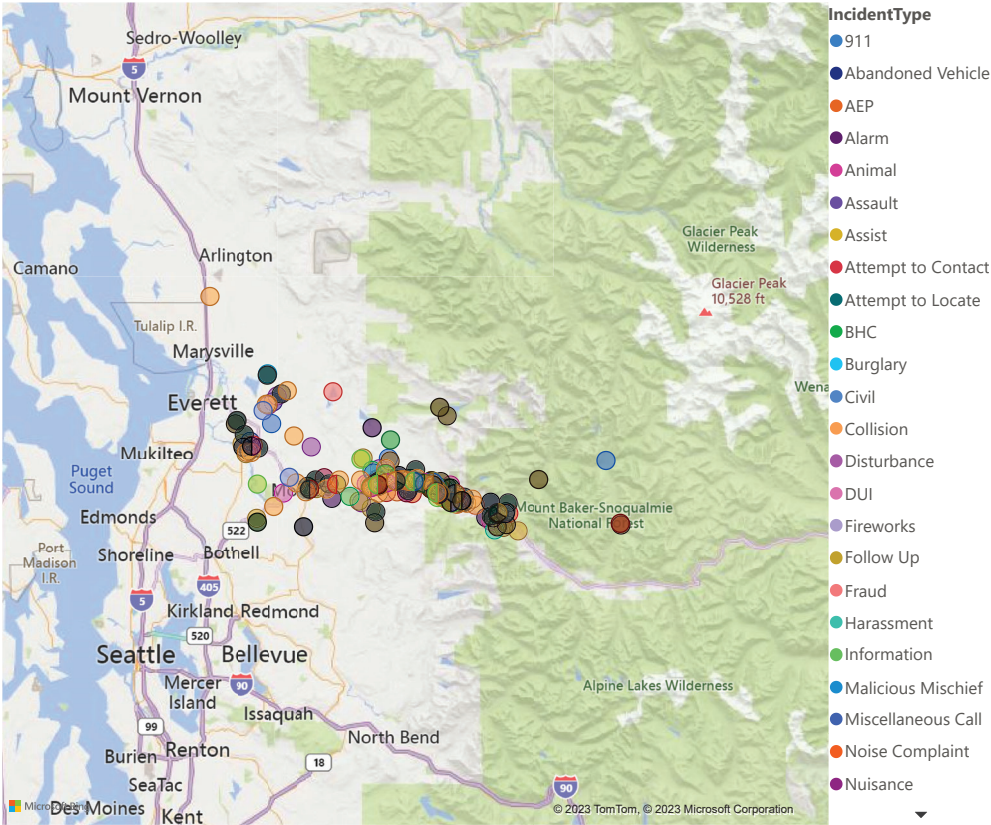 Sedro-Woolley
5
Mount Vernon
Arlington
Camano
Glacier Peak
Wilderness
Glacier Peak
10,528 ft
Tulalip I.R.
Marysville
Wena
Everett
Mukilteo
Puget
Sound
Mo
Edmonds
Mount Baker-Snoqualmie
National Forest
522
Shoreline
Bothell
Port
Madison
I.R.
405
5
Kirkland
Redmond
520
Seattle
Bellevue
Mercer
Island
90
Alpine Lakes Wilderness
Issaquah
99
North Bend
Burien
Renton
18
SeaTac
90
Microsoft Bing
Des Moines
Kent
© 2023 TomTom, © 2023 Microsoft Corporation
IncidentType
911
Abandoned Vehicle
AEP
Alarm
Animal
Assault
Assist
Attempt to Contact
Attempt to Locate
BHC
Burglary
Civil
Collision
Disturbance
DUI
Fireworks
Follow Up
Fraud
Harassment
Information
Malicious Mischief
Miscellaneous Call
Noise Complaint
Nuisance